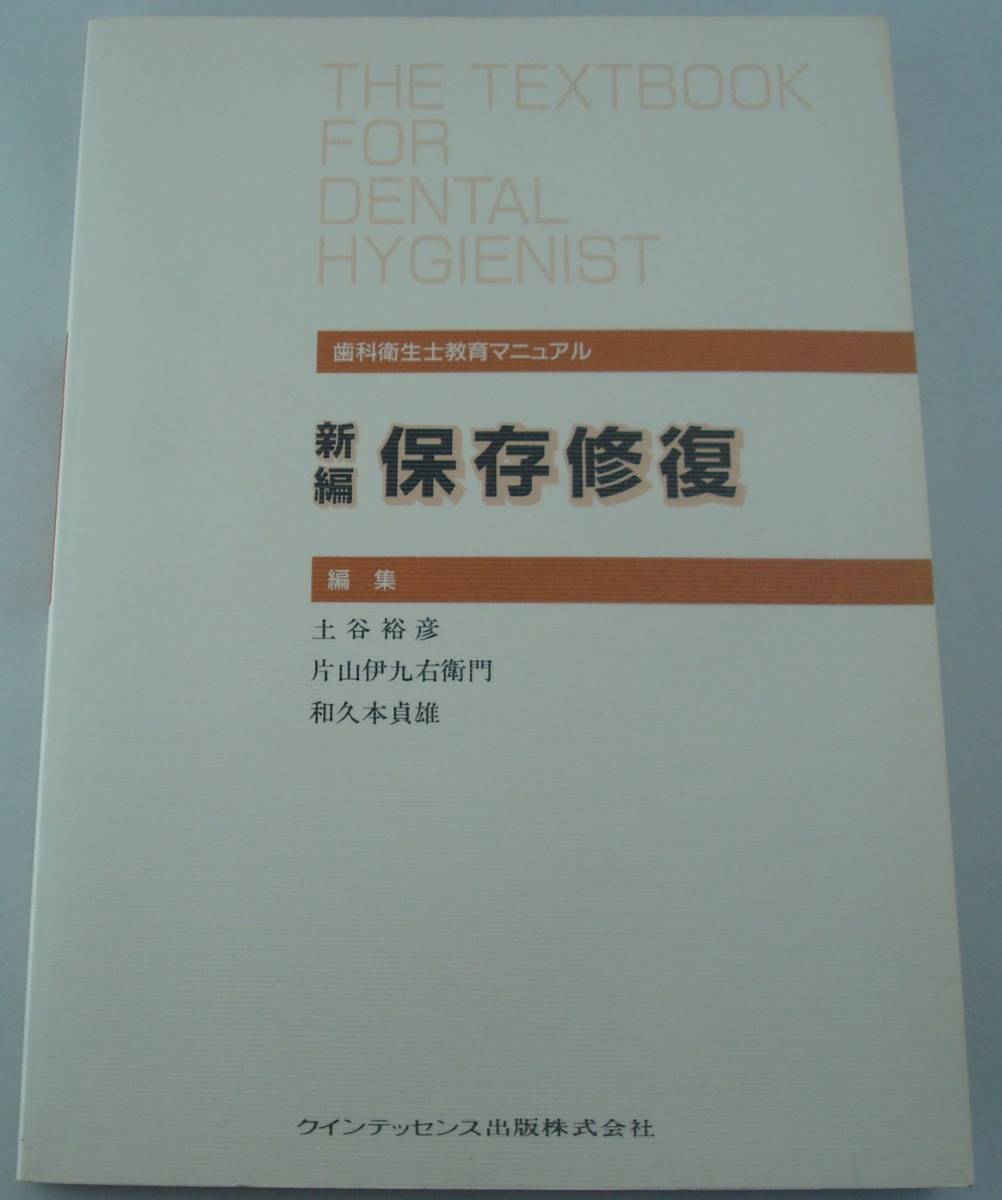 THE TEXTBOOK
FOR
DENTAL
HYGIENIST
歯科衛生士教育マニュアル
新編 保存修復
編集
土谷裕彦
片山伊九右衛門
和久本貞雄
クインテッセンス出版株式会社